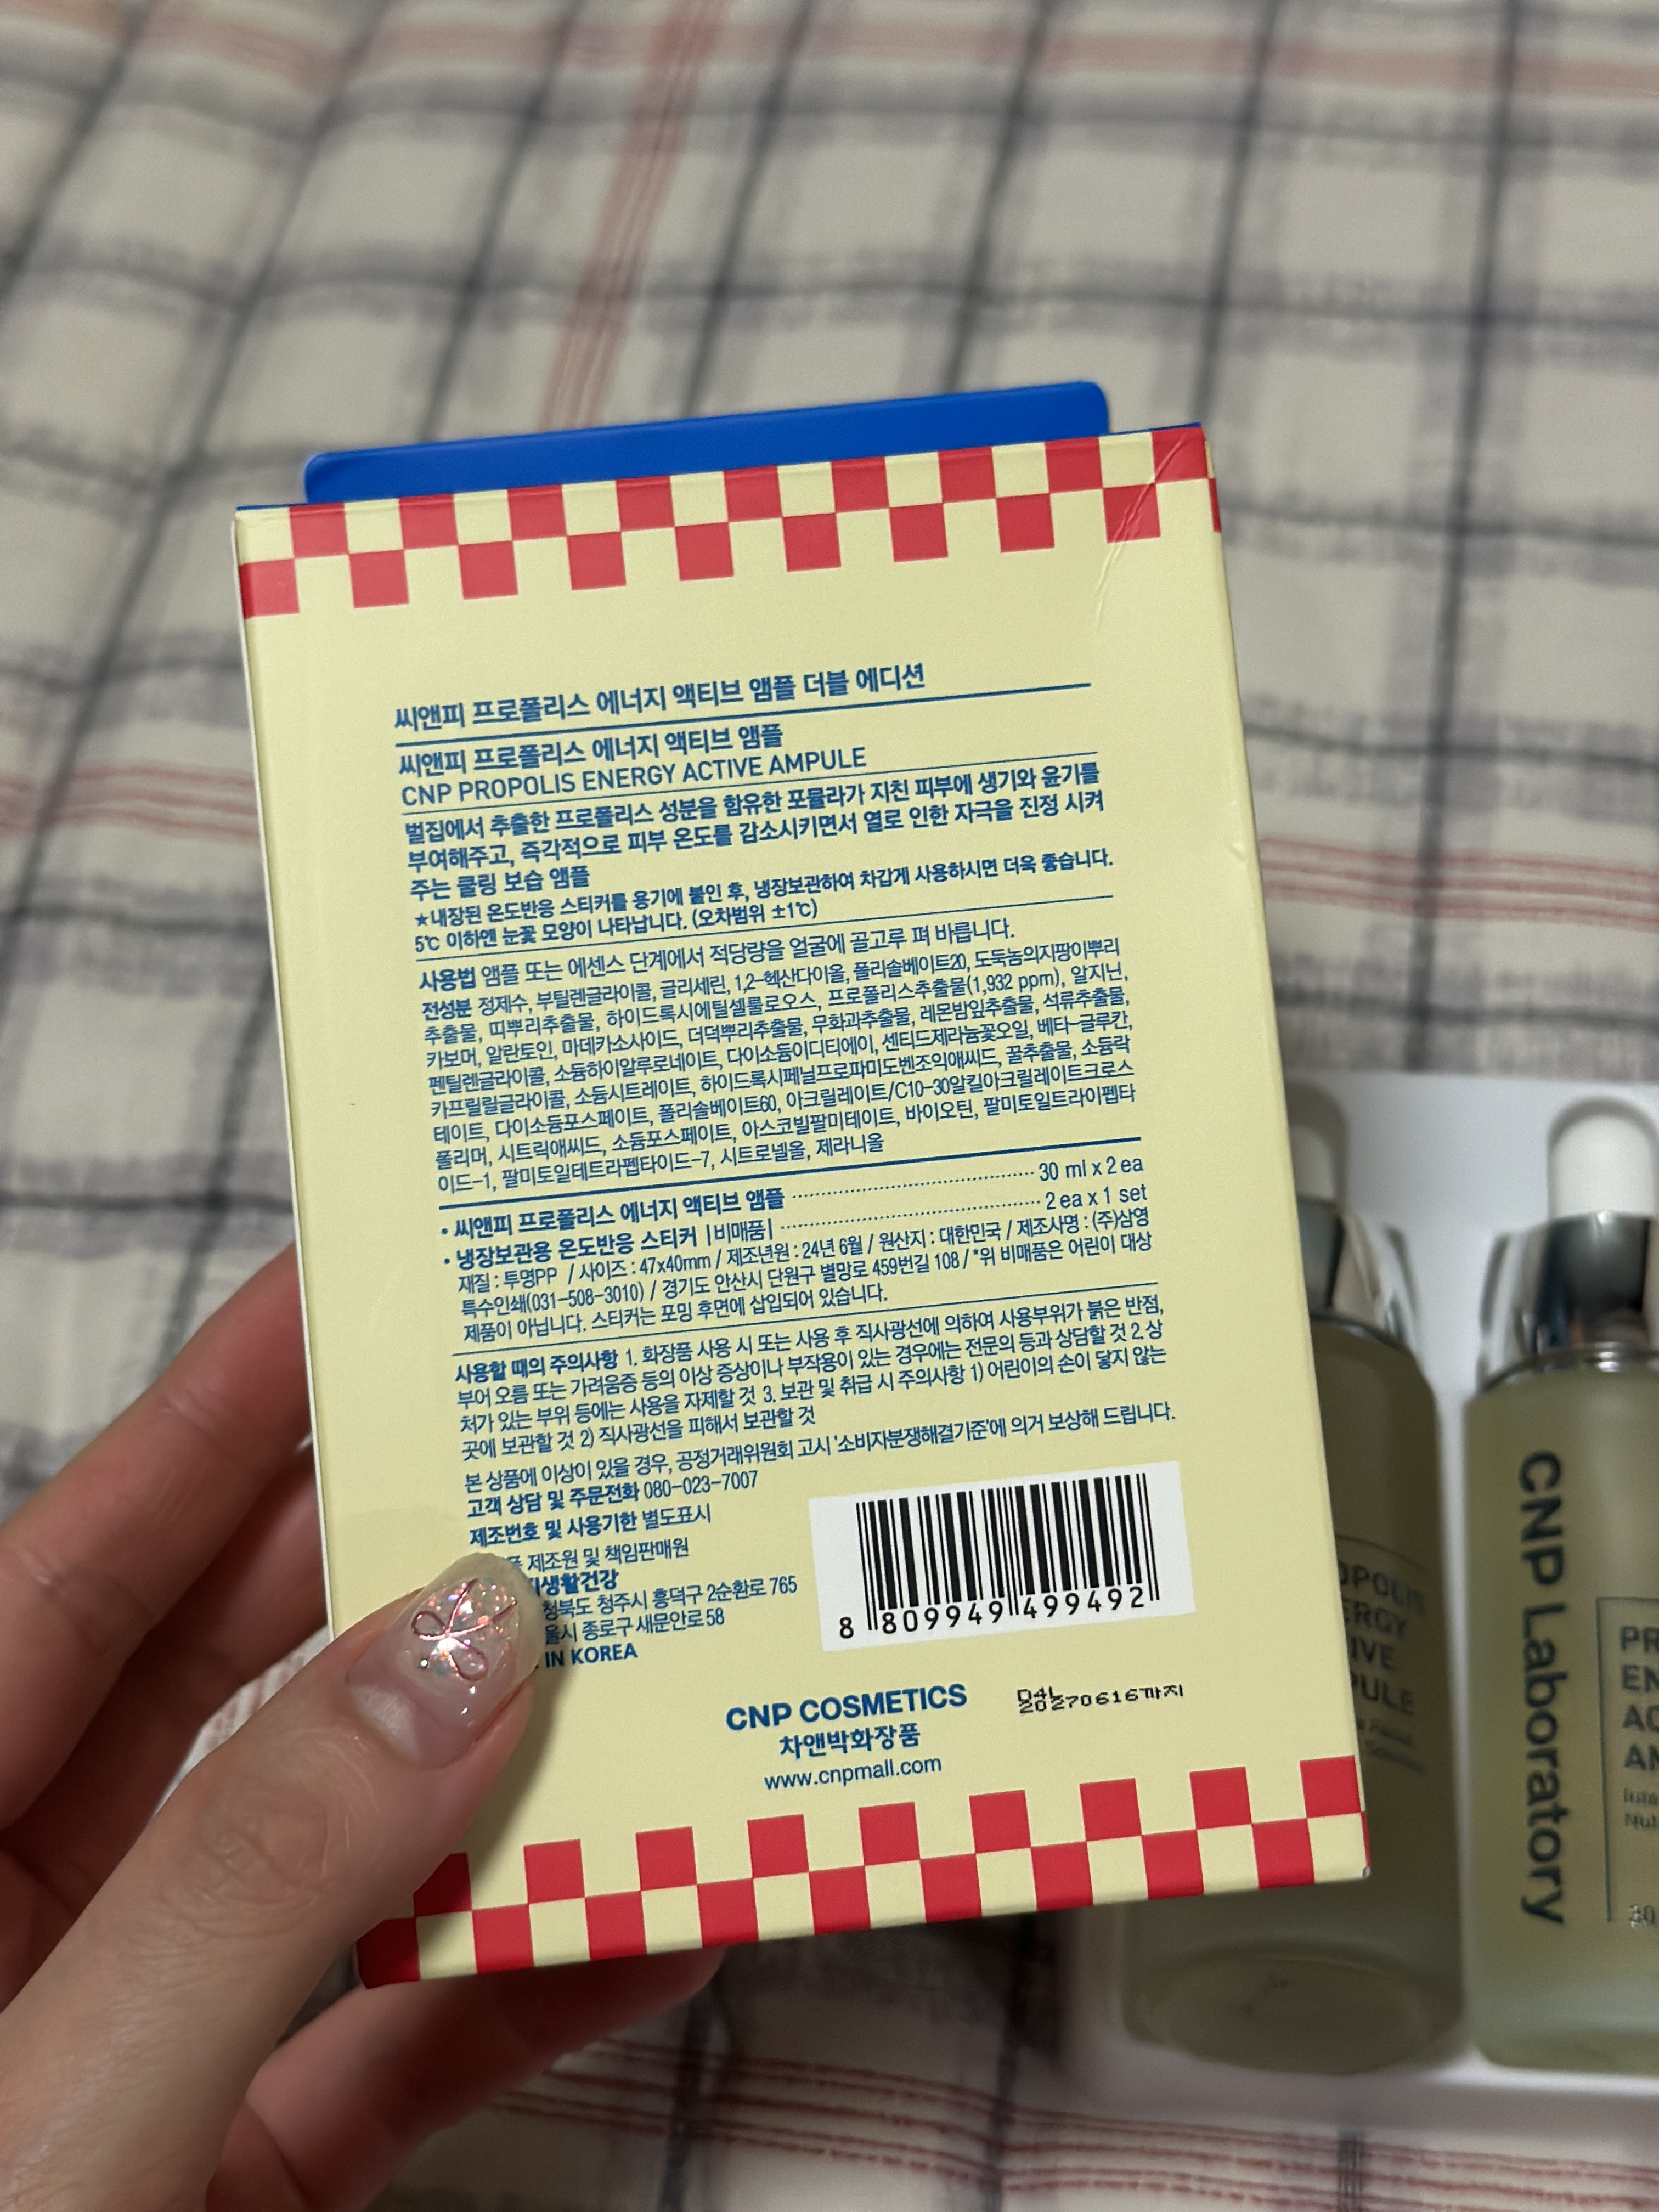 씨앤피 프로폴리스 에너지 액티브 앰플 더블 에디션
씨앤피 프로폴리스 에너지 액티브 앰플
CNP PROPOLIS ENERGY ACTIVE AMPULE
벌집에서 추출한 프로폴리스 성분을 함유한 포뮬라가 지친 피부에 생기와 윤기를
부여해주고, 즉각적으로 피부 온도를 감소시키면서 열로 인한 자극을 진정 시켜
주는 쿨링 보습 앰플
★내장된 온도반응 스티커를 용기에 붙인 후, 냉장보관하여 차갑게 사용하시면 더욱 좋습니다.
5℃ 이하엔 눈꽃 모양이 나타납니다. (오차범위 ±1℃)
사용법 앰플 또는 에센스 단계에서 적당량을 얼굴에 골고루 펴 바릅니다.
전성분 정제수, 부틸렌글라이콜, 글리세린, 1,2-헥산다이올, 폴리솔베이트20, 도둑놈의지팡이뿌리
추출물, 띠뿌리추출물, 하이드록시에틸셀룰로오스, 프로폴리스추출물(1,932 ppm), 알지닌,
카보머, 알란토인, 마데카소사이드, 더덕뿌리추출물, 무화과추출물, 레몬밤잎추출물, 석류추출물,
펜틸렌글라이콜, 소듐하이알루로네이트, 다이소듐이디티에이, 센티드제라늄꽃오일, 베타-글루칸,
카프릴릴글라이콜, 소듐시트레이트, 하이드록시페닐프로파미도벤조익애씨드, 꿀추출물, 소듐락
테이트, 다이소듐포스페이트, 폴리솔베이트60, 아크릴레이트/C10-30알킬아크릴레이트크로스
폴리머, 시트릭애씨드, 소듐포스페이트, 아스코빌팔미테이트, 바이오틴, 팔미토일트라이펩타
이드-1, 팔미토일테트라펩타이드-7, 시트로넬올, 제라니올
• 씨앤피 프로폴리스 에너지 액티브 앰플 ........................ 30 ml x 2 ea
• 냉장보관용 온도반응 스티커 |비매품| ........................ 2 ea x 1 set
재질 : 투명PP / 사이즈 : 47x40mm / 제조년원 : 24년 6월 / 원산지 : 대한민국 / 제조사명 : (주)삼영
특수인쇄(031-508-3010) / 경기도 안산시 단원구 별망로 459번길 108 / *위 비매품은 어린이 대상
제품이 아닙니다. 스티커는 포밍 후면에 삽입되어 있습니다.
사용할 때의 주의사항 1. 화장품 사용 시 또는 사용 후 직사광선에 의하여 사용부위가 붉은 반점,
부어 오름 또는 가려움증 등의 이상 증상이나 부작용이 있는 경우에는 전문의 등과 상담할 것 2. 상
처가 있는 부위 등에는 사용을 자제할 것 3. 보관 및 취급 시 주의사항 1) 어린이의 손이 닿지 않는
곳에 보관할 것 2) 직사광선을 피해서 보관할 것
본 상품에 이상이 있을 경우, 공정거래위원회 고시 '소비자분쟁해결기준'에 의거 보상해 드립니다.
고객 상담 및 주문전화 080-023-7007
제조번호 및 사용기한 별도표시
제조원 및 책임판매원
생활건강
청북도 청주시 흥덕구 2순환로 765
울시 종로구 새문안로 58
IN KOREA
8 809949 499492
CNP COSMETICS
차앤박화장품
www.cnpmall.com
D4L
20270616까지
CNP Laboratory